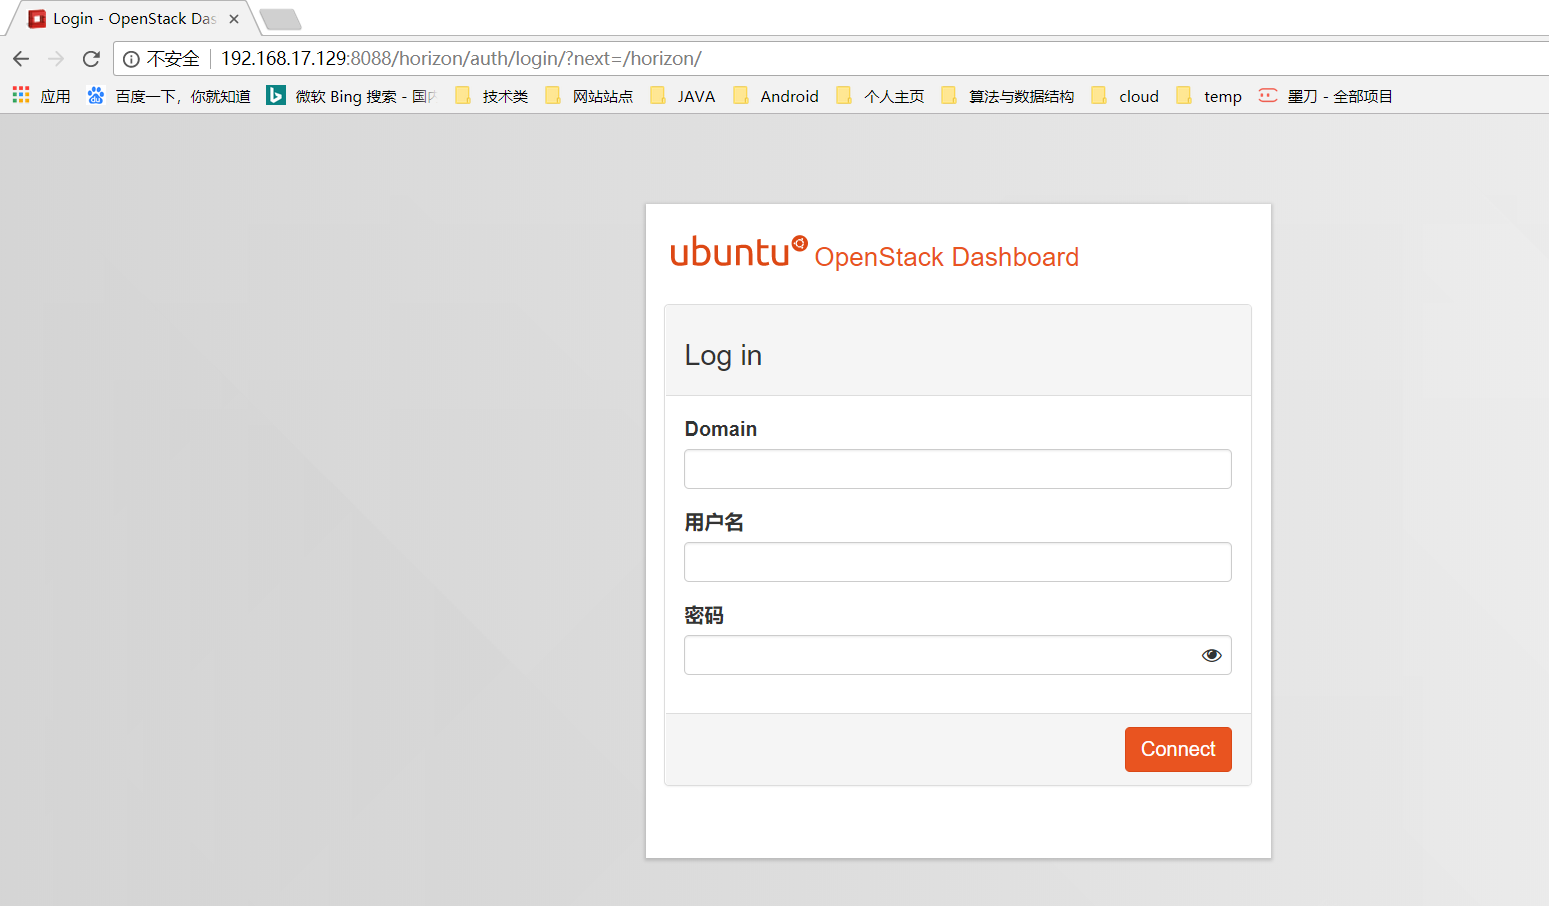 Login - OpenStack Das
不安全 192.168.17.129:8088/horizon/auth/login/?next=/horizon/
应用 百度一下，你就知道 微软 Bing 搜索 - 国内 技术类 网站站点 JAVA Android 个人主页 算法与数据结构 cloud temp 墨刀 - 全部项目
ubuntu OpenStack Dashboard
Log in
Domain
用户名
密码
Connect